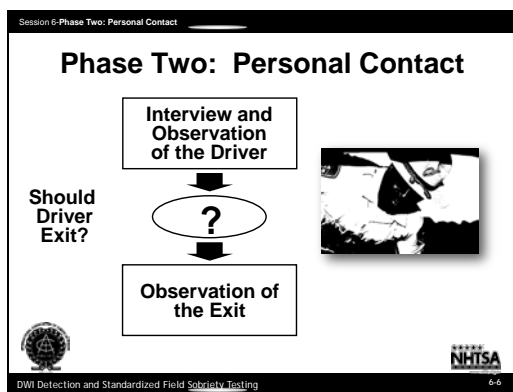 Session 6-Phase Two: Personal Contact
Phase Two: Personal Contact
Interview and
Observation
of the Driver
Should
Driver
Exit?
?
Observation of
the Exit
NHTSA
DWI Detection and Standardized Field Sobriety Testing
6-6